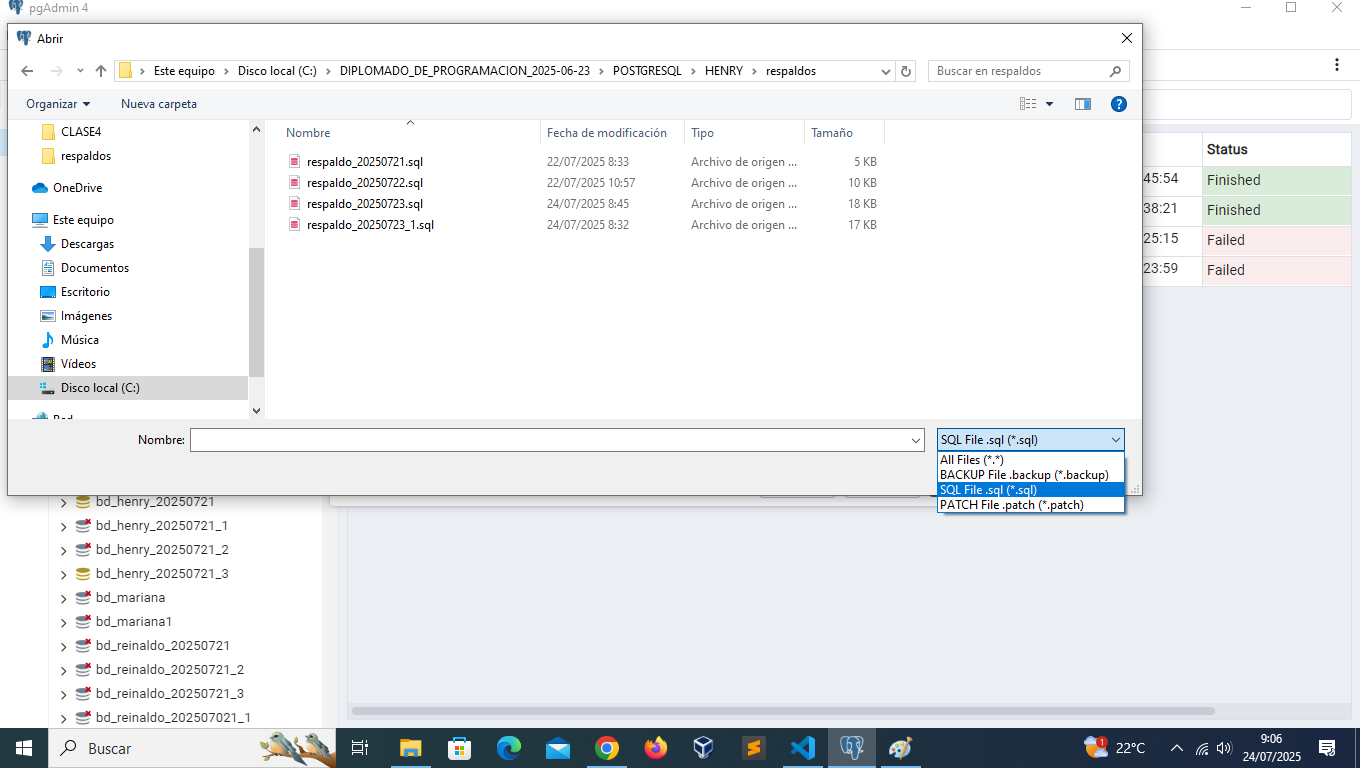 pgAdmin 4
Abrir
Este equipo > Disco local (C:) > DIPLOMADO_DE_PROGRAMACION_2025-06-23 > POSTGRESQL > HENRY > respaldos
Buscar en respaldos
Organizar
Nueva carpeta
CLASE4
respaldos
OneDrive
Este equipo
Descargas
Documentos
Escritorio
Imágenes
Música
Vídeos
Disco local (C:)
Red
Nombre Fecha de modificación Tipo Tamaño
respaldo_20250721.sql 22/07/2025 8:33 Archivo de origen ... 5 KB
respaldo_20250722.sql 22/07/2025 10:57 Archivo de origen ... 10 KB
respaldo_20250723.sql 24/07/2025 8:45 Archivo de origen ... 18 KB
respaldo_20250723_1.sql 24/07/2025 8:32 Archivo de origen ... 17 KB
Status
45:54 Finished
38:21 Finished
25:15 Failed
23:59 Failed
Nombre:
SQL File .sql (*.sql)
All Files (*.*)
BACKUP File .backup (*.backup)
SQL File .sql (*.sql)
PATCH File .patch (*.patch)
bd_henry_20250721
bd_henry_20250721_1
bd_henry_20250721_2
bd_henry_20250721_3
bd_mariana
bd_mariana1
bd_reinaldo_20250721
bd_reinaldo_20250721_2
bd_reinaldo_20250721_3
bd_reinaldo_202507021_1
Buscar
1
22°C
9:06
24/07/2025